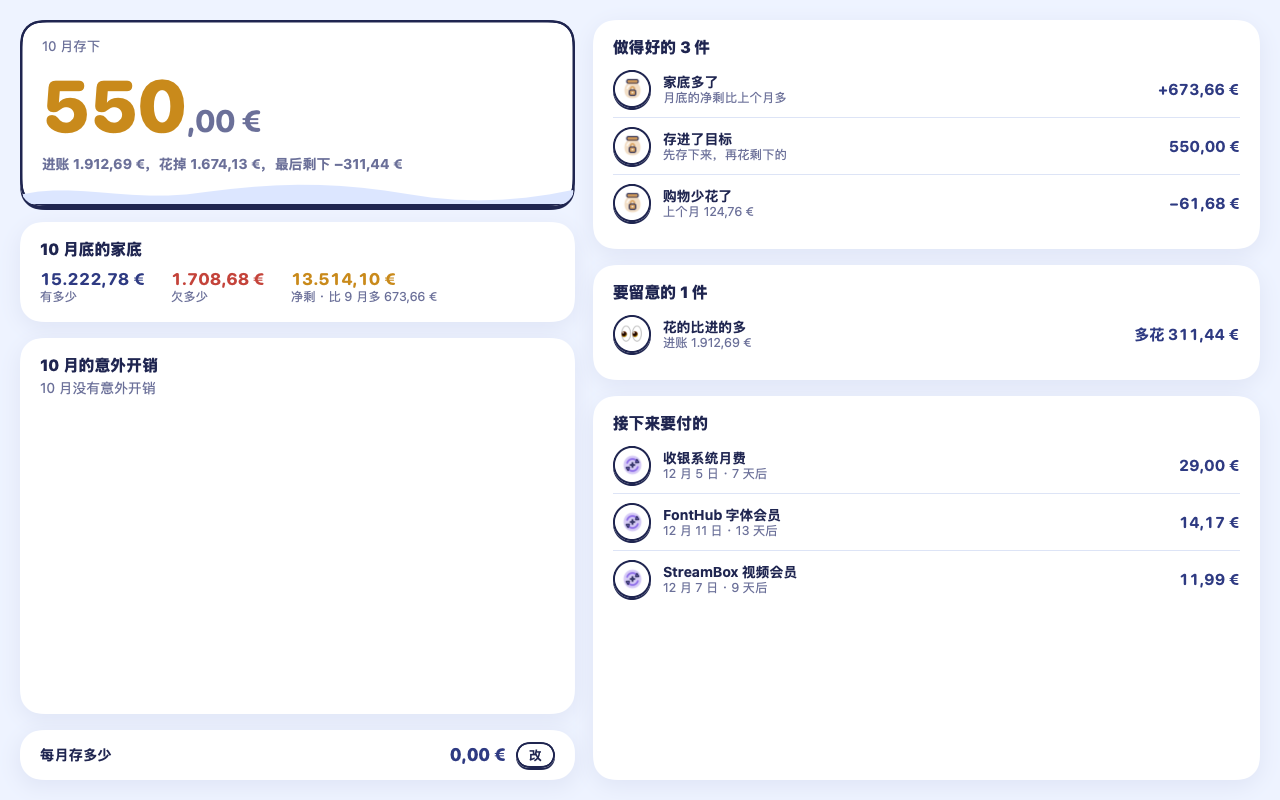 10 月存下
550,00 €
进账 1.912,69 €，花掉 1.674,13 €，最后剩下 −311,44 €
10 月底的家底
15.222,78 € 1.708,68 € 13.514,10 €
有多少 欠多少 净剩 · 比 9 月多 673,66 €
10 月的意外开销
10 月没有意外开销
每月存多少 0,00 € 改
做得好的 3 件
家底多了
月底的净剩比上个月多
+673,66 €
存进了目标
先存下来，再花剩下的
550,00 €
购物少花了
上个月 124,76 €
−61,68 €
要留意的 1 件
花的比进的多
进账 1.912,69 €
多花 311,44 €
接下来要付的
收银系统月费
12 月 5 日 · 7 天后
29,00 €
FontHub 字体会员
12 月 11 日 · 13 天后
14,17 €
StreamBox 视频会员
12 月 7 日 · 9 天后
11,99 €